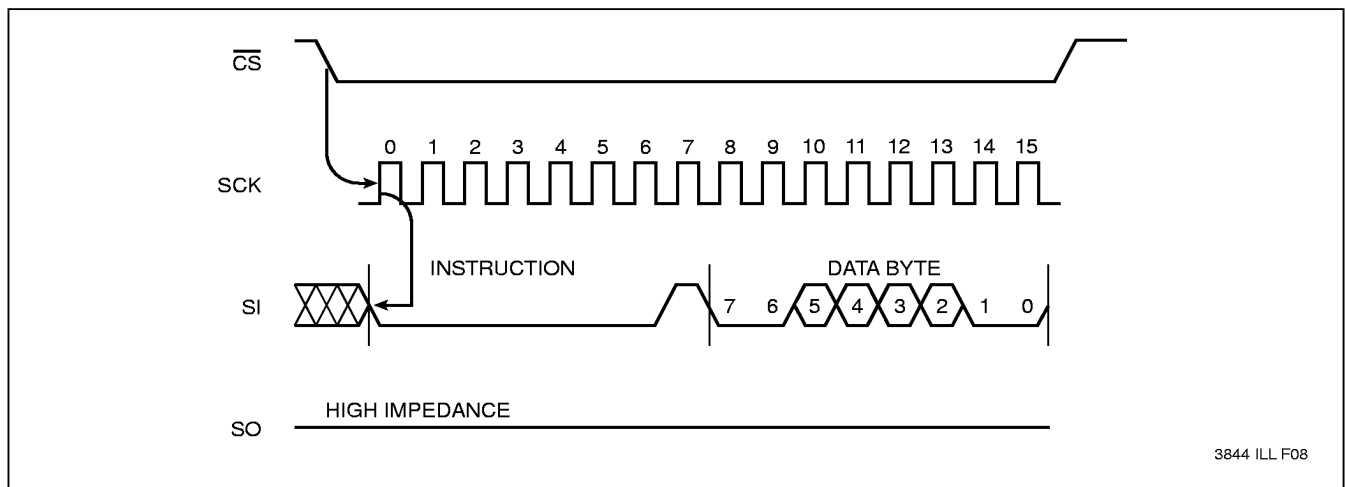 CS
0 1 2 3 4 5 6 7 8 9 10 11 12 13 14 15
SCK
INSTRUCTION DATA BYTE
SI 7 6 5 4 3 2 1 0
HIGH IMPEDANCE
SO
3844 ILL F08